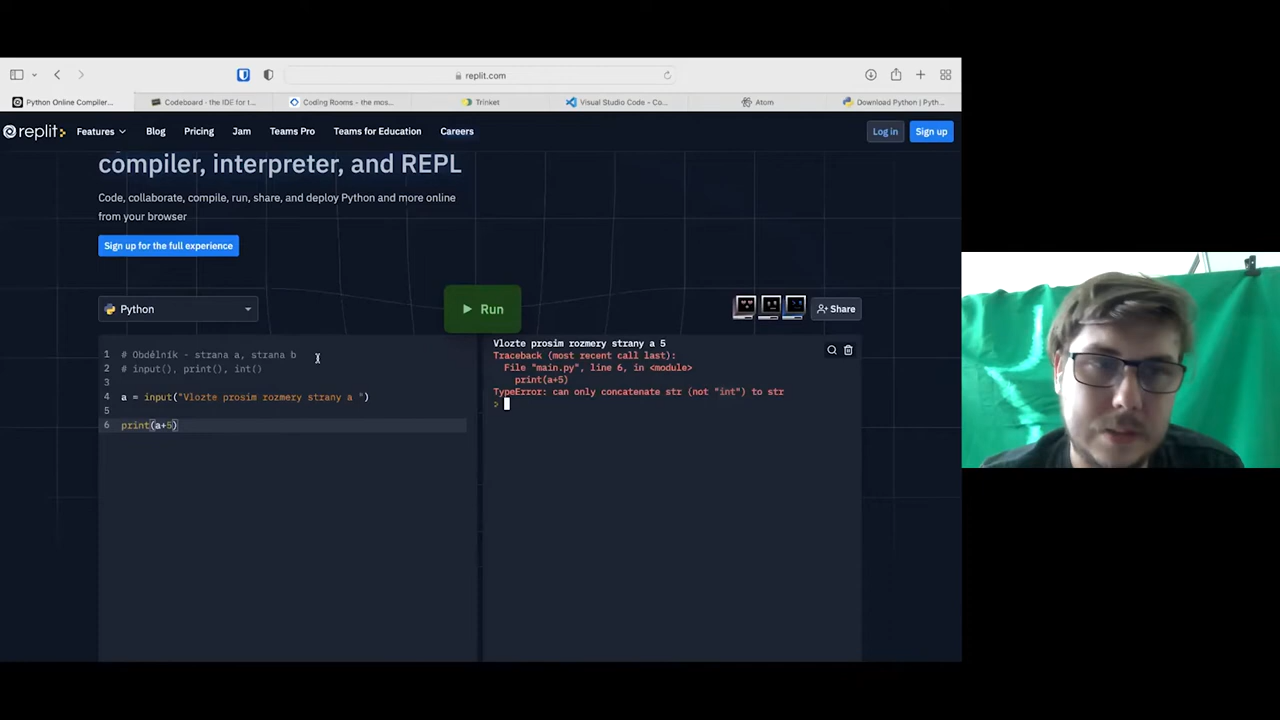 replit.com
Python Online Compiler...
Codeboard - the IDE for t...
Coding Rooms - the mos...
Trinket
Visual Studio Code - Co...
Atom
Download Python | Pyth...
replit
Features
Blog
Pricing
Jam
Teams Pro
Teams for Education
Careers
Log in
Sign up
compiler, interpreter, and REPL
Code, collaborate, compile, run, share, and deploy Python and more online
from your browser
Sign up for the full experience
Python
Run
Share
1 # Obdélník - strana a, strana b
2 # input(), print(), int()
3
4 a = input("Vlozte prosim rozmery strany a ")
5
6 print(a+5)
Vlozte prosim rozmery strany a 5
Traceback (most recent call last):
File "main.py", line 6, in <module>
print(a+5)
TypeError: can only concatenate str (not "int") to str
>